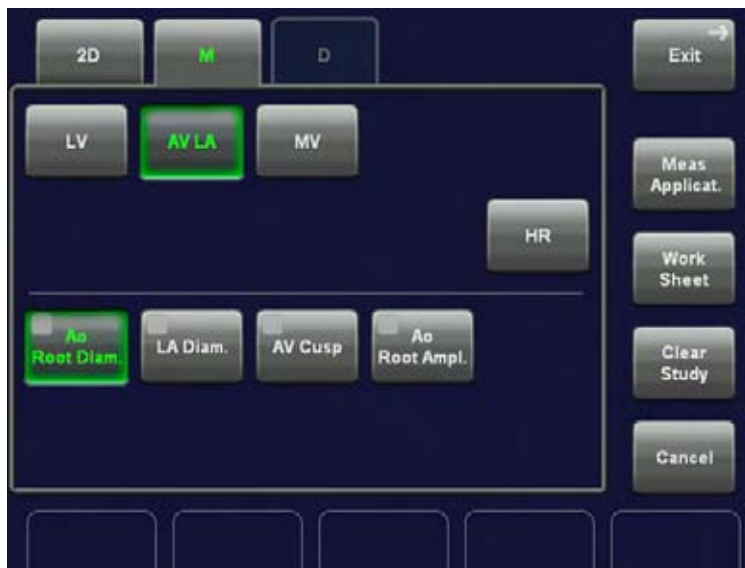 2D
M
D
Exit
LV
AV LA
MV
Meas
Applicat.
HR
Work
Sheet
Ao
Root Diam.
LA Diam.
AV Cusp
Ao
Root Ampl.
Clear
Study
Cancel